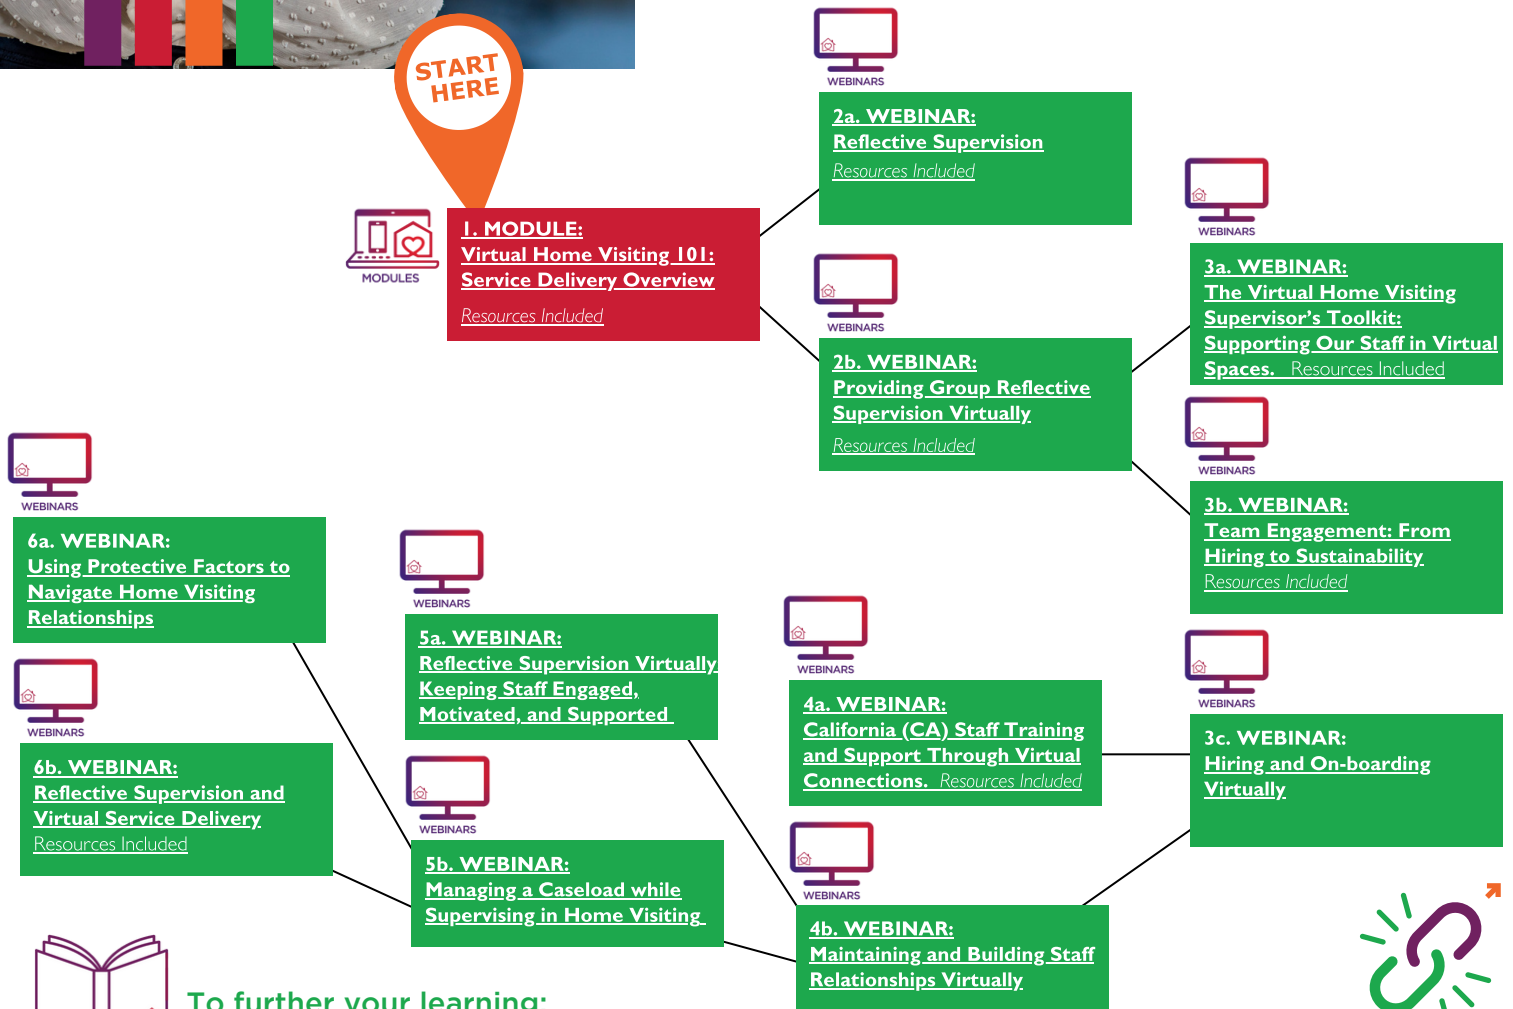 START
HERE
WEBINARS
2a. WEBINAR:
Reflective Supervision
Resources Included
MODULES
1. MODULE:
Virtual Home Visiting 101:
Service Delivery Overview
Resources Included
WEBINARS
2b. WEBINAR:
Providing Group Reflective
Supervision Virtually
Resources Included
WEBINARS
3a. WEBINAR:
The Virtual Home Visiting
Supervisor’s Toolkit:
Supporting Our Staff in Virtual
Spaces. Resources Included
WEBINARS
3b. WEBINAR:
Team Engagement: From
Hiring to Sustainability
Resources Included
WEBINARS
3c. WEBINAR:
Hiring and On-boarding
Virtually
WEBINARS
4a. WEBINAR:
California (CA) Staff Training
and Support Through Virtual
Connections. Resources Included
WEBINARS
4b. WEBINAR:
Maintaining and Building Staff
Relationships Virtually
WEBINARS
5a. WEBINAR:
Reflective Supervision Virtually
Keeping Staff Engaged,
Motivated, and Supported
WEBINARS
5b. WEBINAR:
Managing a Caseload while
Supervising in Home Visiting
WEBINARS
6a. WEBINAR:
Using Protective Factors to
Navigate Home Visiting
Relationships
WEBINARS
6b. WEBINAR:
Reflective Supervision and
Virtual Service Delivery
Resources Included
To further your learning: